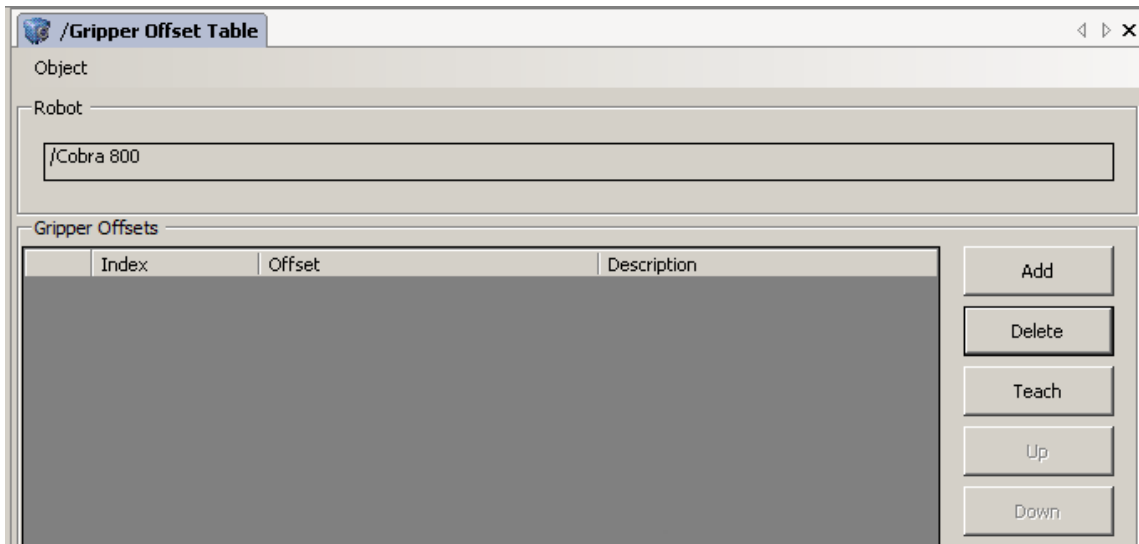 /Gripper Offset Table
Object
Robot
/Cobra 800
Gripper Offsets
Index Offset Description
Add
Delete
Teach
Up
Down